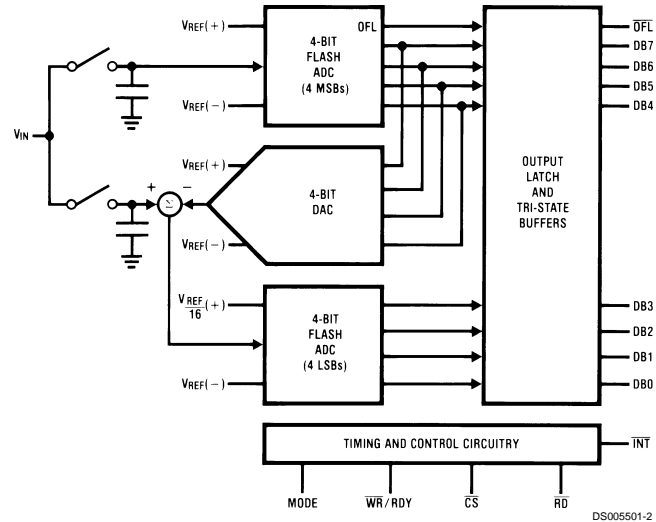 VREF(+)
OFL
4-BIT
FLASH
ADC
(4 MSBs)
VREF(−)
OFL
DB7
DB6
DB5
DB4
VIN
VREF(+)
4-BIT
DAC
VREF(−)
+
−
Σ
OUTPUT
LATCH
AND
TRI-STATE
BUFFERS
VREF(+)
16
4-BIT
FLASH
ADC
(4 LSBs)
VREF(−)
DB3
DB2
DB1
DB0
TIMING AND CONTROL CIRCUITRY
INT
MODE
WR/RDY
CS
RD
DS005501-2